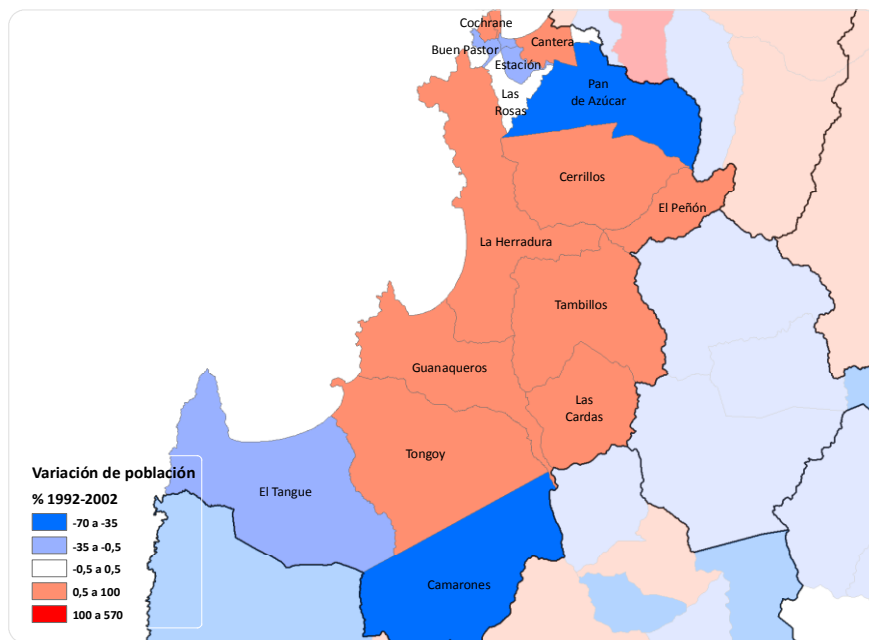 Cochrane
Buen Pastor
Cantera
Estación
Las
Rosas
Pan
de Azúcar
Cerrillos
El Peñón
La Herradura
Tambillos
Guanaqueros
Las
Cardas
Tongoy
El Tangue
Camarones
Variación de población
% 1992-2002
-70 a -35
-35 a -0,5
-0,5 a 0,5
0,5 a 100
100 a 570